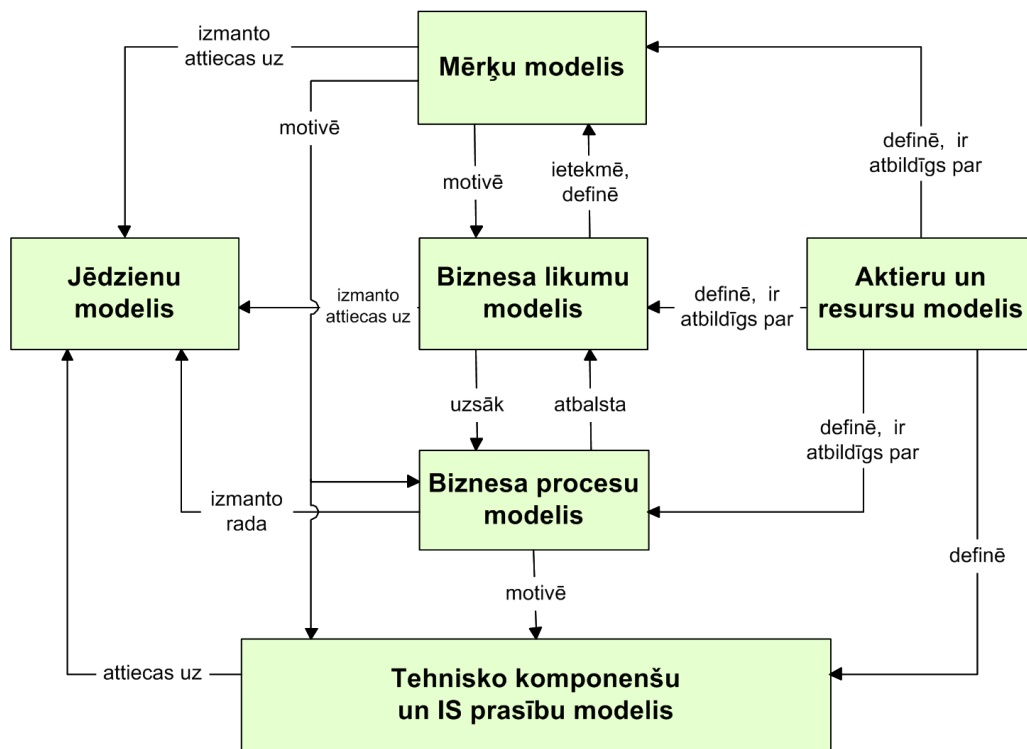 izmanto
attiecas uz
Mērķu modelis
motivē
definē, ir
atbildīgs par
motivē
ietekmē,
definē
Jēdzienu
modelis
izmanto
attiecas uz
Biznesa likumu
modelis
definē, ir
atbildīgs par
Aktieru un
resursu modelis
uzsāk
atbalsta
definē, ir
atbildīgs par
izmanto
rada
Biznesa procesu
modelis
definē
motivē
attiecas uz
Tehnisko komponenšu
un IS prasību modelis